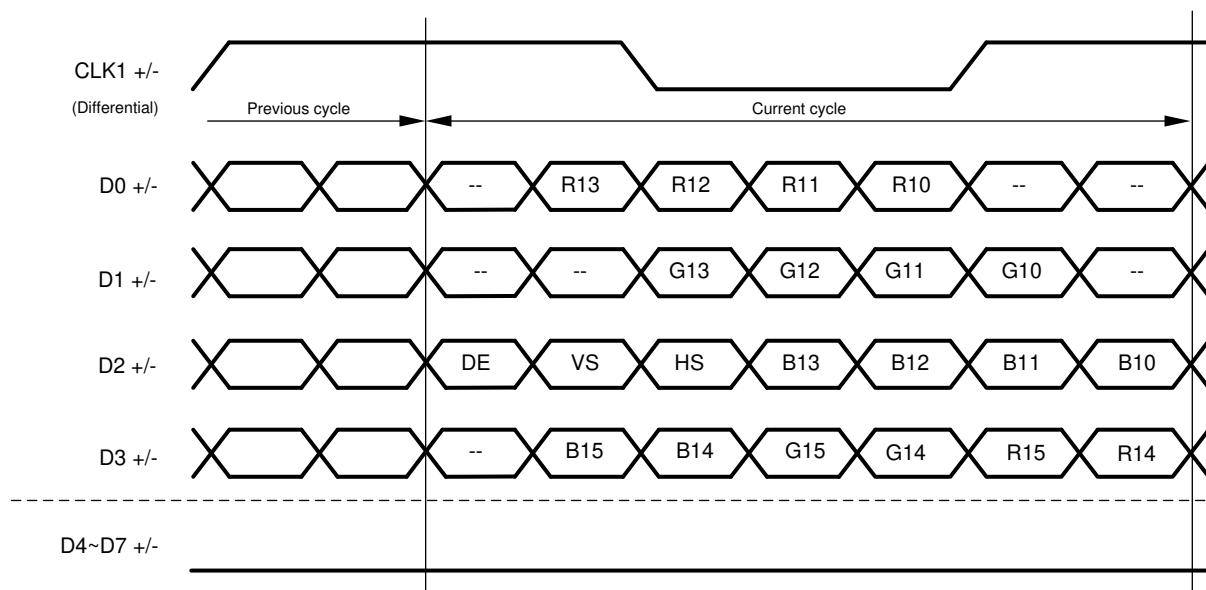 CLK1 +/-
(Differential)
Previous cycle
Current cycle
D0 +/- -- R13 R12 R11 R10 -- --
D1 +/- -- -- G13 G12 G11 G10 --
D2 +/- DE VS HS B13 B12 B11 B10
D3 +/- -- B15 B14 G15 G14 R15 R14
D4~D7 +/-